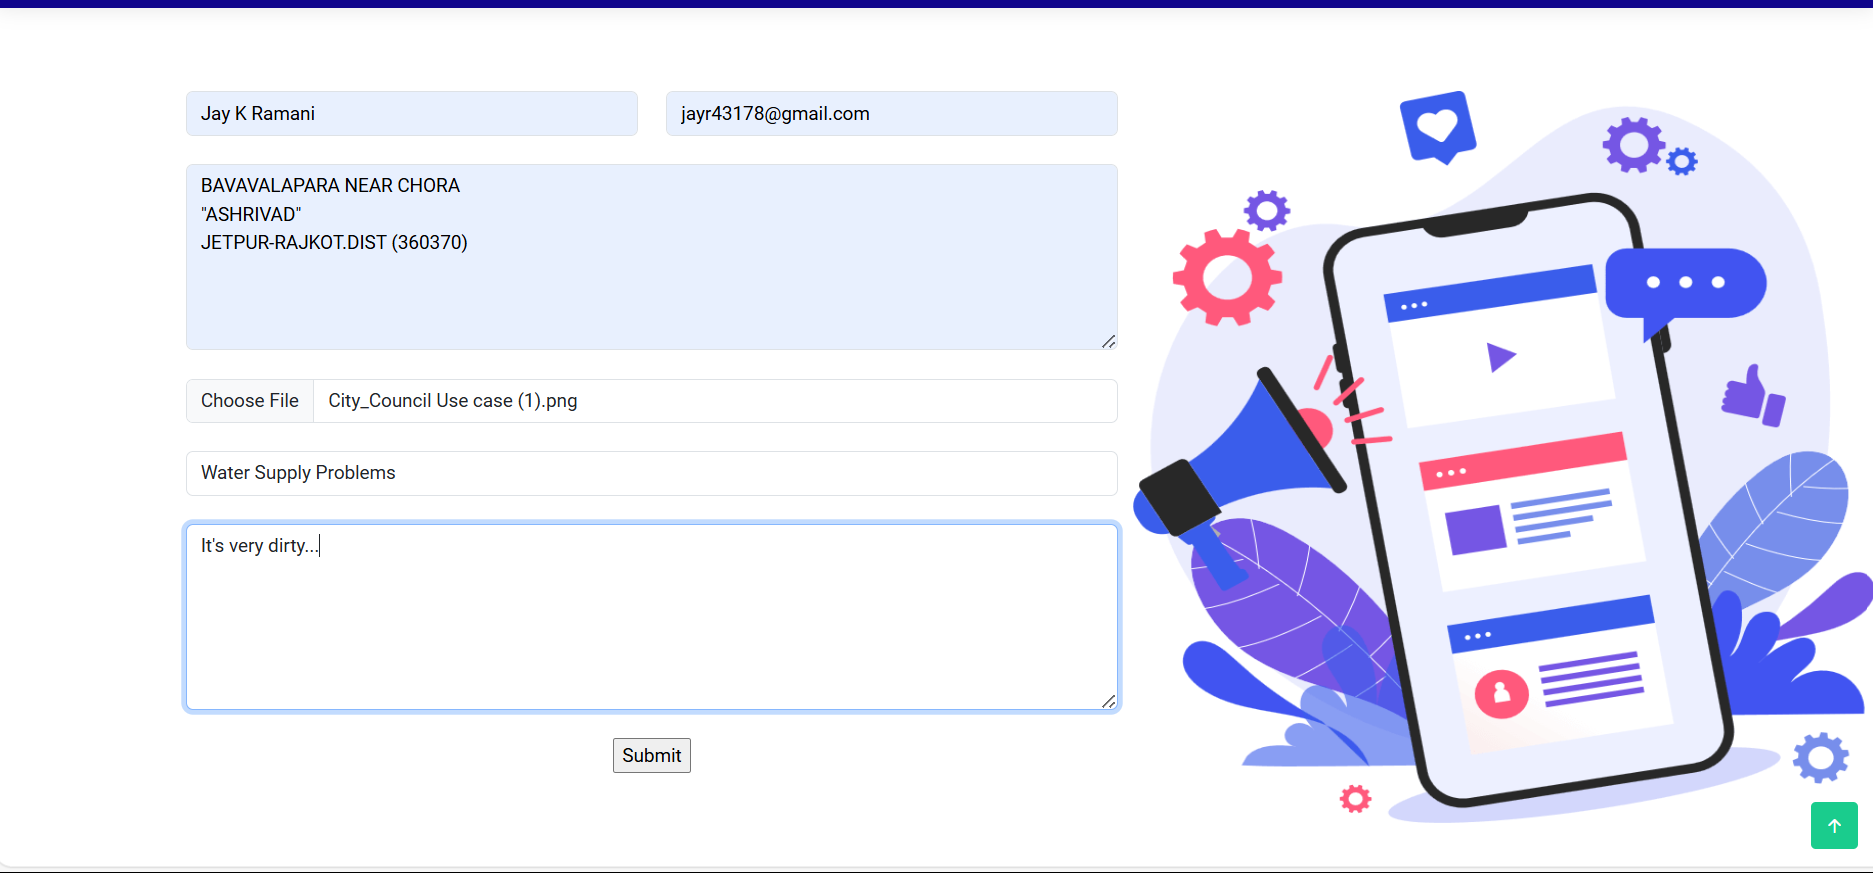 Jay K Ramani
jayr43178@gmail.com
BAVAVALAPARA NEAR CHORA
"ASHRIVAD"
JETPUR-RAJKOT.DIST (360370)
Choose File City_Council Use case (1).png
Water Supply Problems
It's very dirty...
Submit